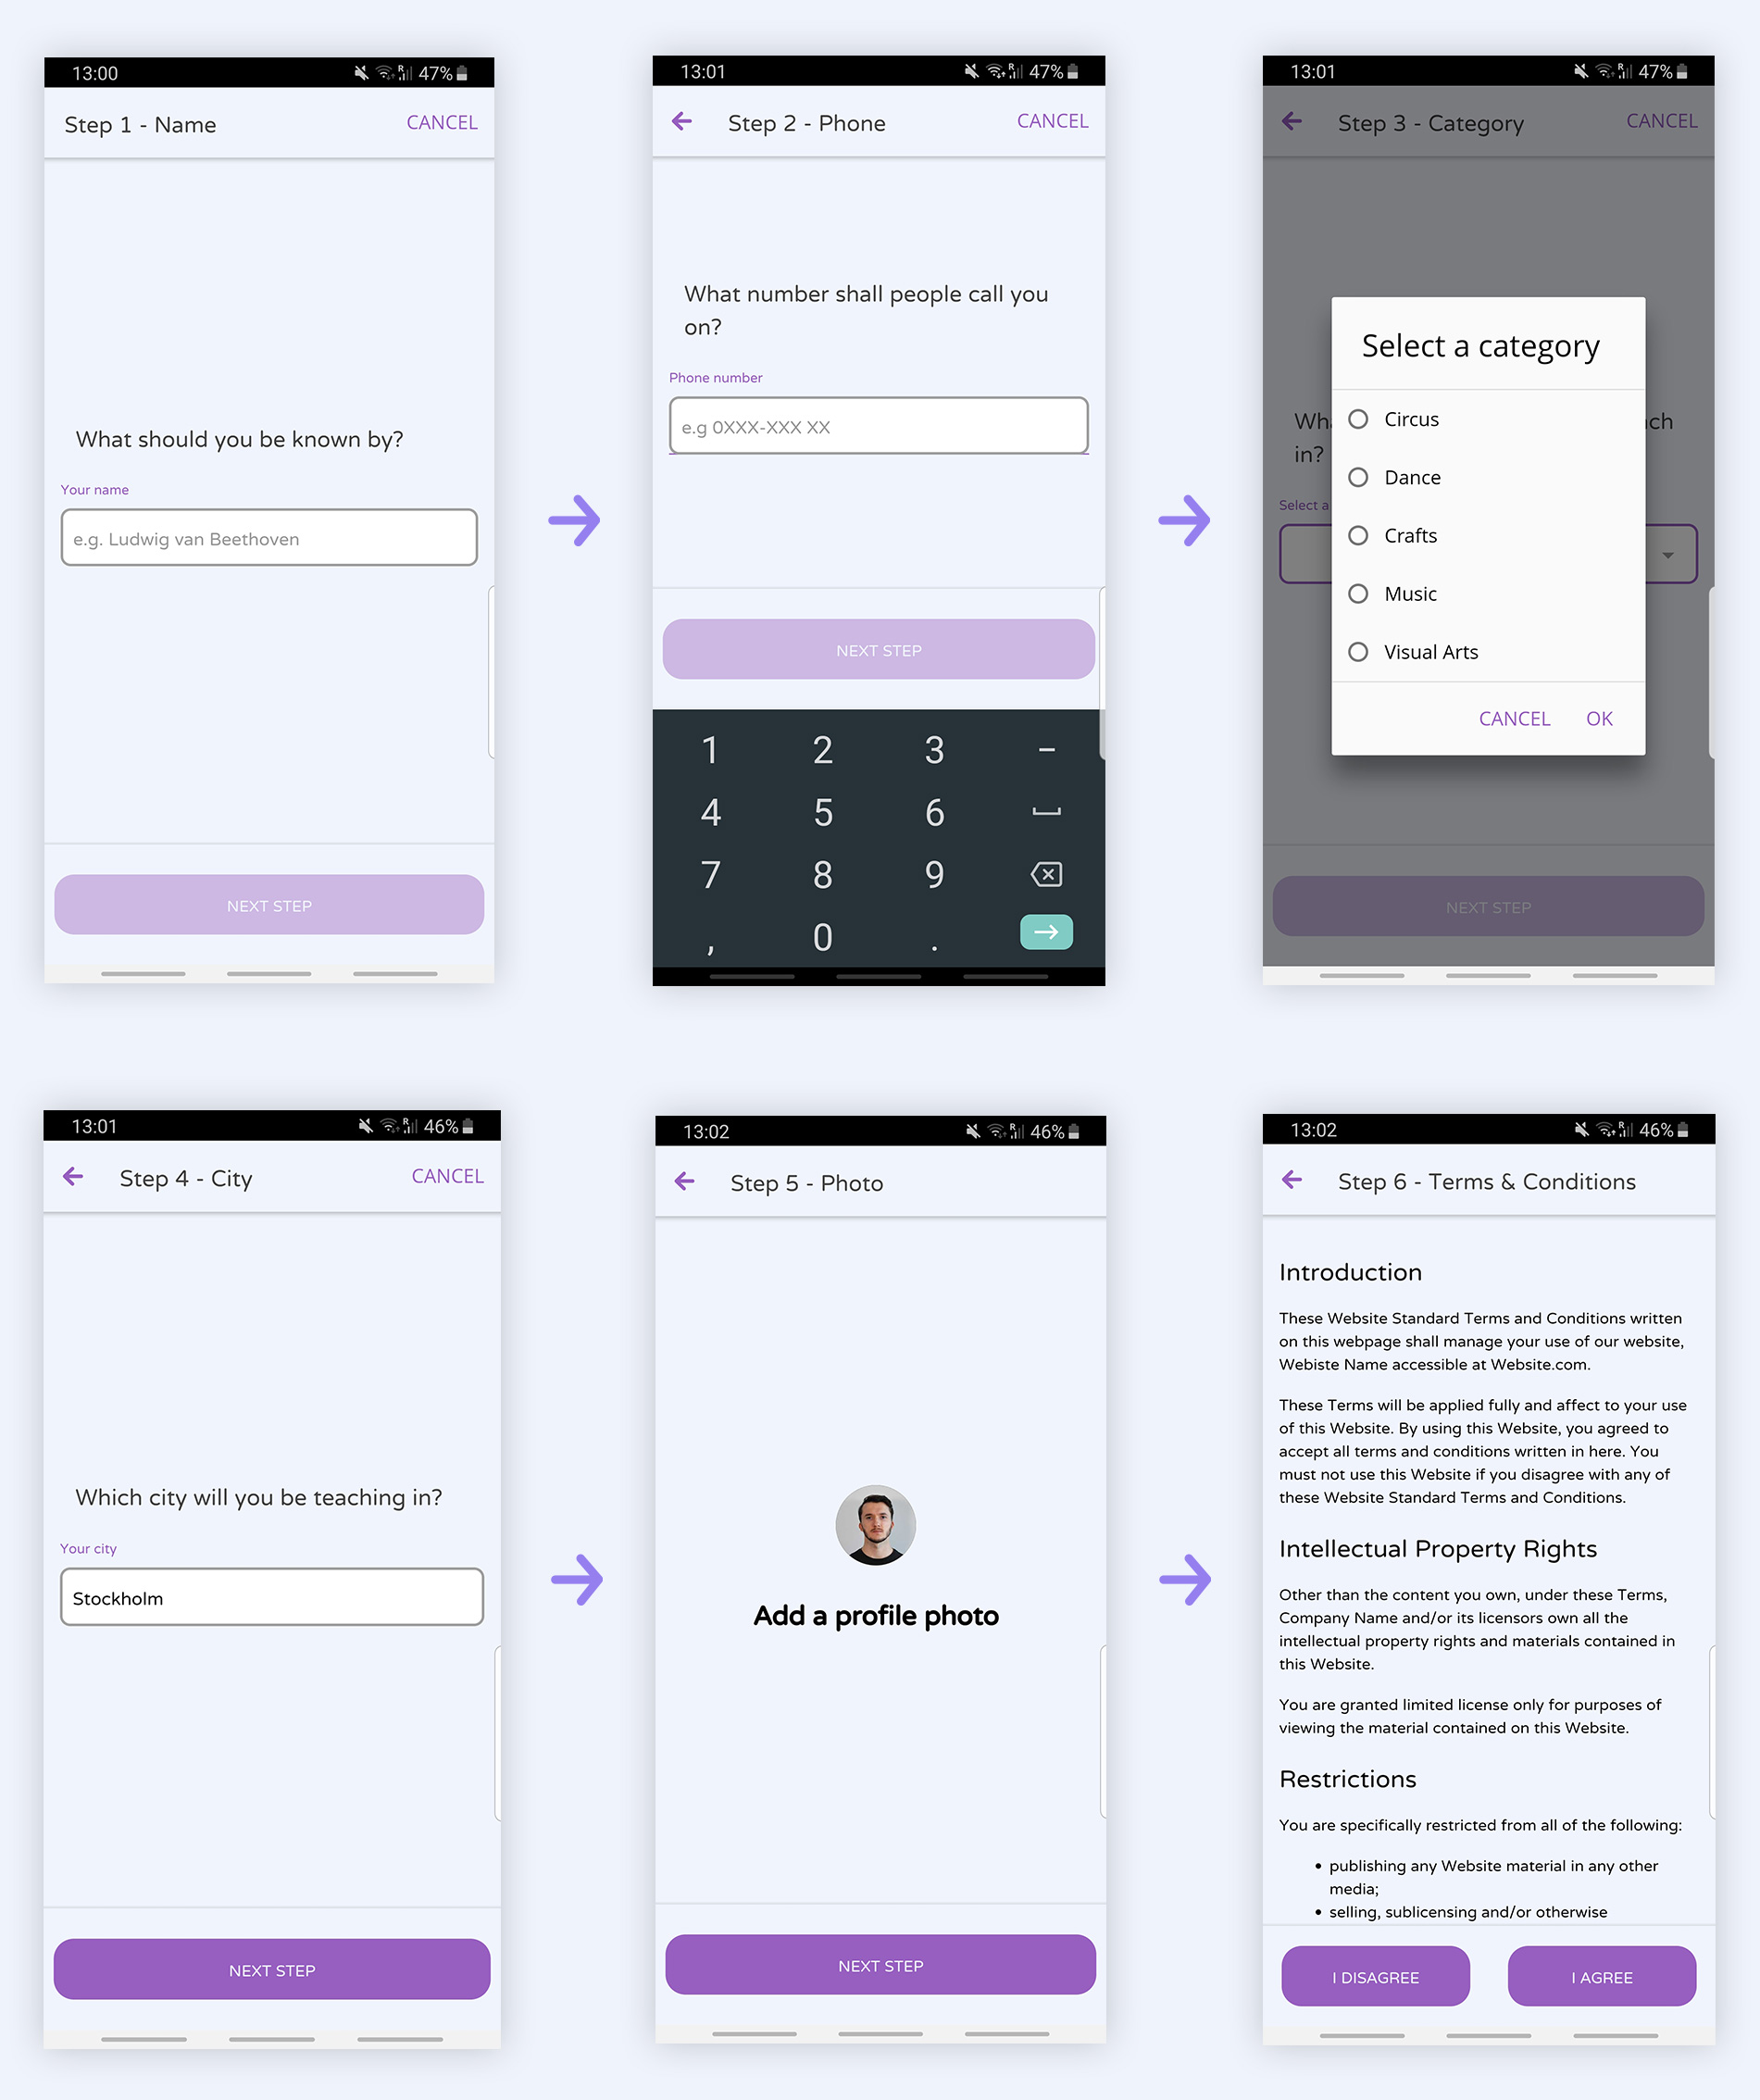 13:00
47%
Step 1 - Name
CANCEL
What should you be known by?
Your name
e.g. Ludwig van Beethoven
NEXT STEP
13:01
R
47%
Step 2 - Phone
CANCEL
What number shall people call you
on?
Phone number
e.g 0XXX-XXX XX
NEXT STEP
1 2 3 -
4 5 6
7 8 9
, 0 .
13:01
R
47%
Step 3 - Category
CANCEL
in?
Select a
Select a category
Circus
Dance
Crafts
Music
Visual Arts
CANCEL OK
NEXT STEP
13:01
R
46%
Step 4 - City
CANCEL
Which city will you be teaching in?
Your city
Stockholm
NEXT STEP
13:02
R
46%
Step 5 - Photo
Add a profile photo
NEXT STEP
13:02
R
46%
Step 6 - Terms & Conditions
Introduction
These Website Standard Terms and Conditions written
on this webpage shall manage your use of our website,
Webiste Name accessible at Website.com.
These Terms will be applied fully and affect to your use
of this Website. By using this Website, you agreed to
accept all terms and conditions written in here. You
must not use this Website if you disagree with any of
these Website Standard Terms and Conditions.
Intellectual Property Rights
Other than the content you own, under these Terms,
Company Name and/or its licensors own all the
intellectual property rights and materials contained in
this Website.
You are granted limited license only for purposes of
viewing the material contained on this Website.
Restrictions
You are specifically restricted from all of the following:
• publishing any Website material in any other
media;
• selling, sublicensing and/or otherwise
I DISAGREE
I AGREE